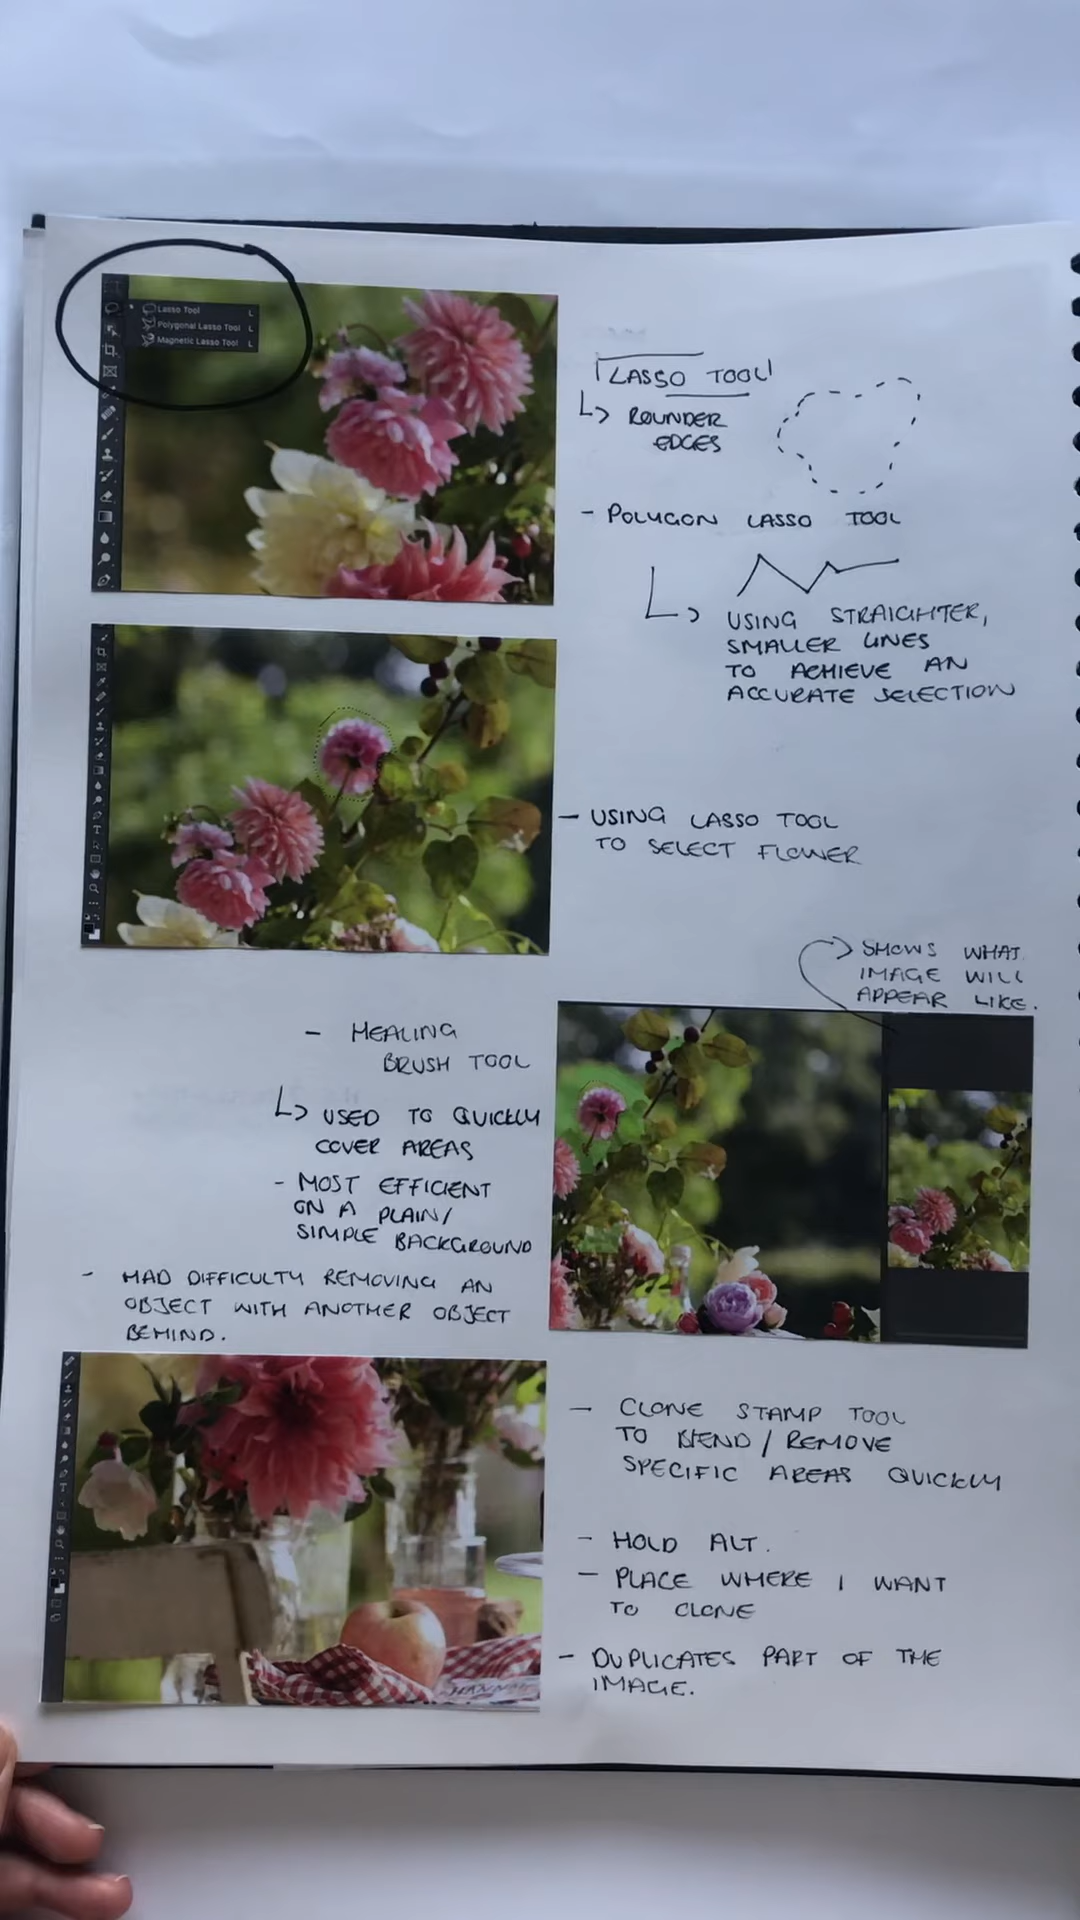 Lasso Tool L
Polygonal Lasso Tool L
Magnetic Lasso Tool L
LASSO TOOL
ROUNDER
EDGES
- POLYGON LASSO TOOL
USING STRAIGHTER,
SMALLER LINES
TO ACHIEVE AN
ACCURATE SELECTION
- USING LASSO TOOL
TO SELECT FLOWER
SHOWS WHAT
IMAGE WILL
APPEAR LIKE.
- HEALING
BRUSH TOOL
USED TO QUICKLY
COVER AREAS
- MOST EFFICIENT
ON A PLAIN/
SIMPLE BACKGROUND
- HAD DIFFICULTY REMOVING AN
OBJECT WITH ANOTHER OBJECT
BEHIND.
- CLONE STAMP TOOL
TO BLEND / REMOVE
SPECIFIC AREAS QUICKLY
- HOLD ALT.
- PLACE WHERE I WANT
TO CLONE
- DUPLICATES PART OF THE
IMAGE.